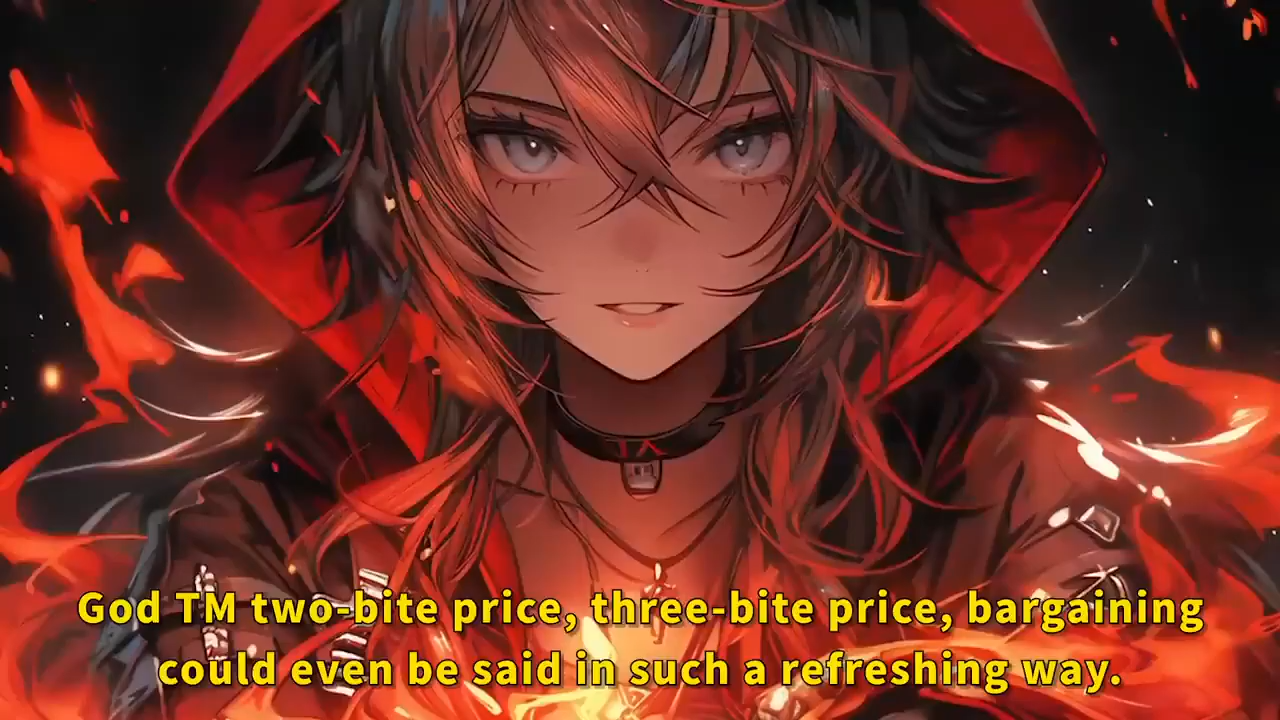 God TM two-bite price, three-bite price, bargaining
could even be said in such a refreshing way.